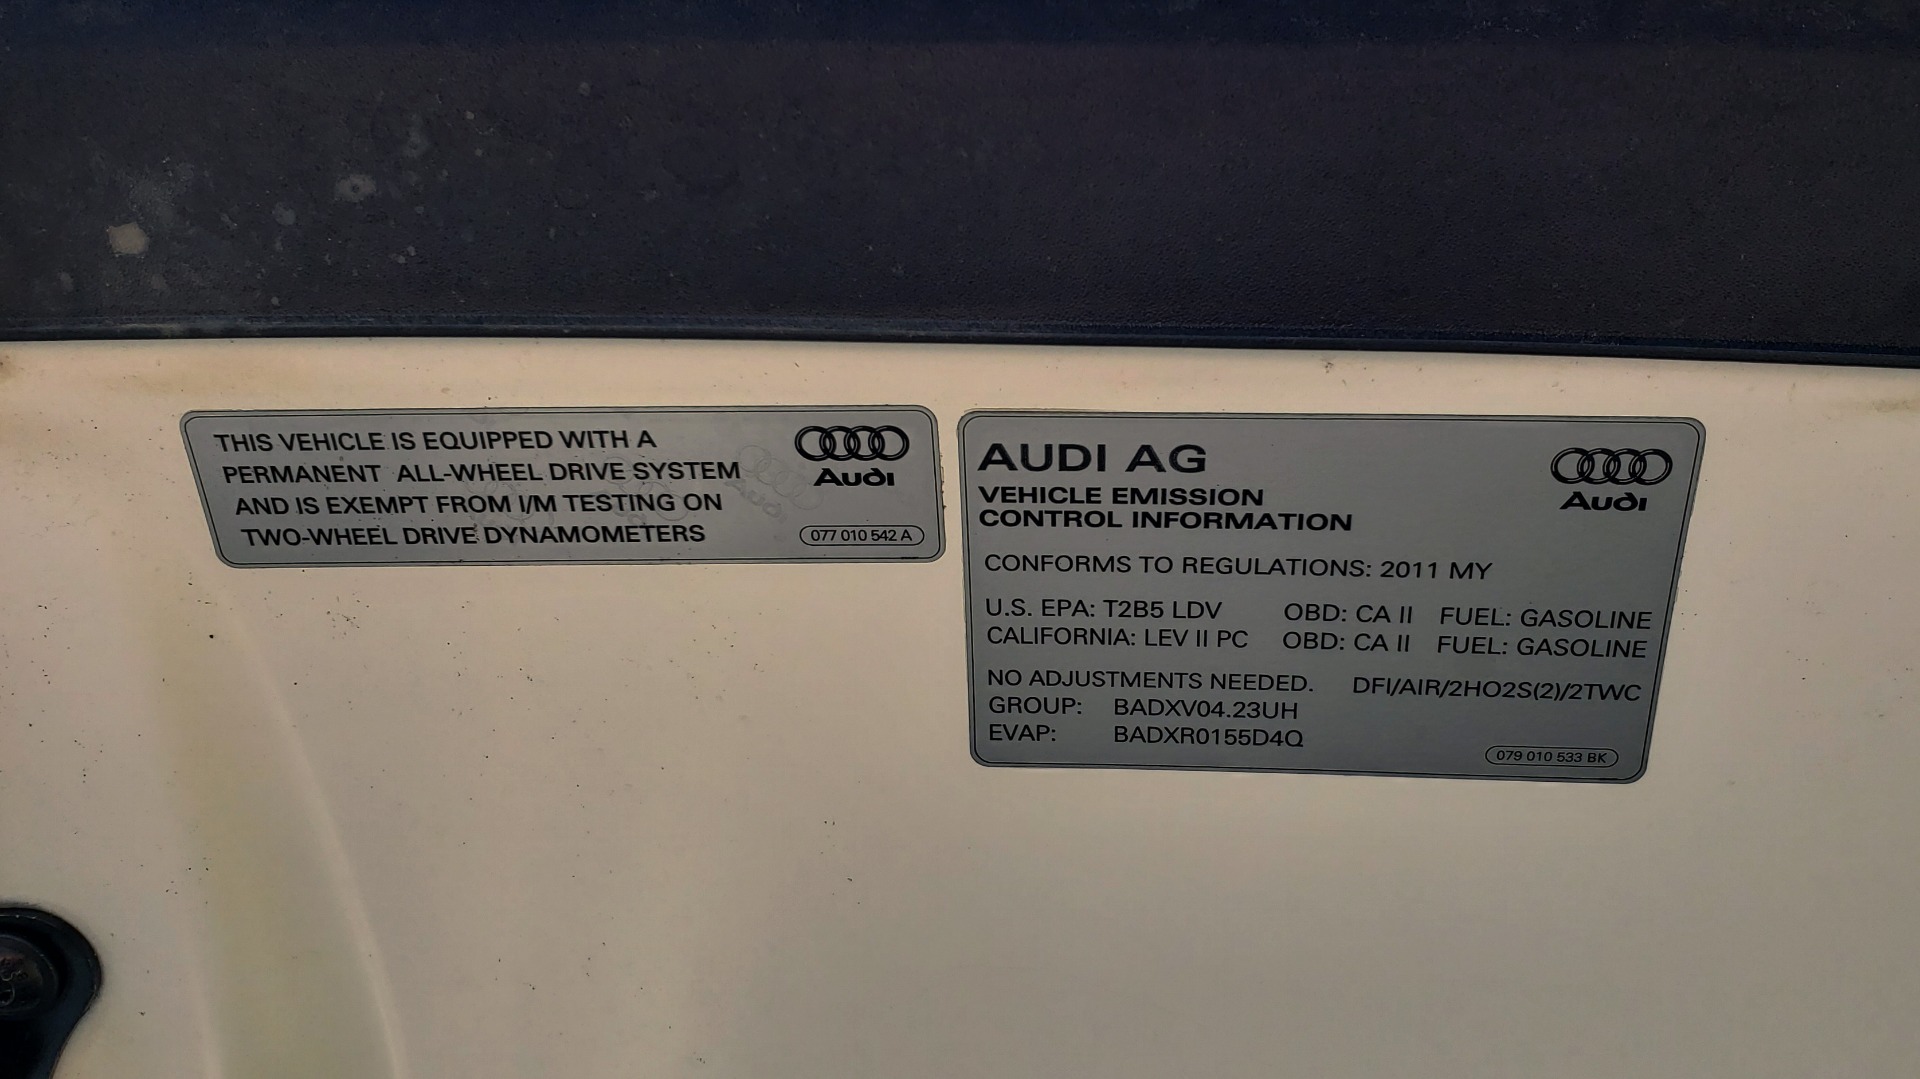 THIS VEHICLE IS EQUIPPED WITH A
PERMANENT ALL-WHEEL DRIVE SYSTEM
AND IS EXEMPT FROM I/M TESTING ON
TWO-WHEEL DRIVE DYNAMOMETERS
Audi
077 010 542 A
AUDI AG
Audi
VEHICLE EMISSION
CONTROL INFORMATION
CONFORMS TO REGULATIONS: 2011 MY
U.S. EPA: T2B5 LDV OBD: CA II FUEL: GASOLINE
CALIFORNIA: LEV II PC OBD: CA II FUEL: GASOLINE
NO ADJUSTMENTS NEEDED. DFI/AIR/2HO2S(2)/2TWC
GROUP: BADXV04.23UH
EVAP: BADXR0155D4Q
079 010 533 BK